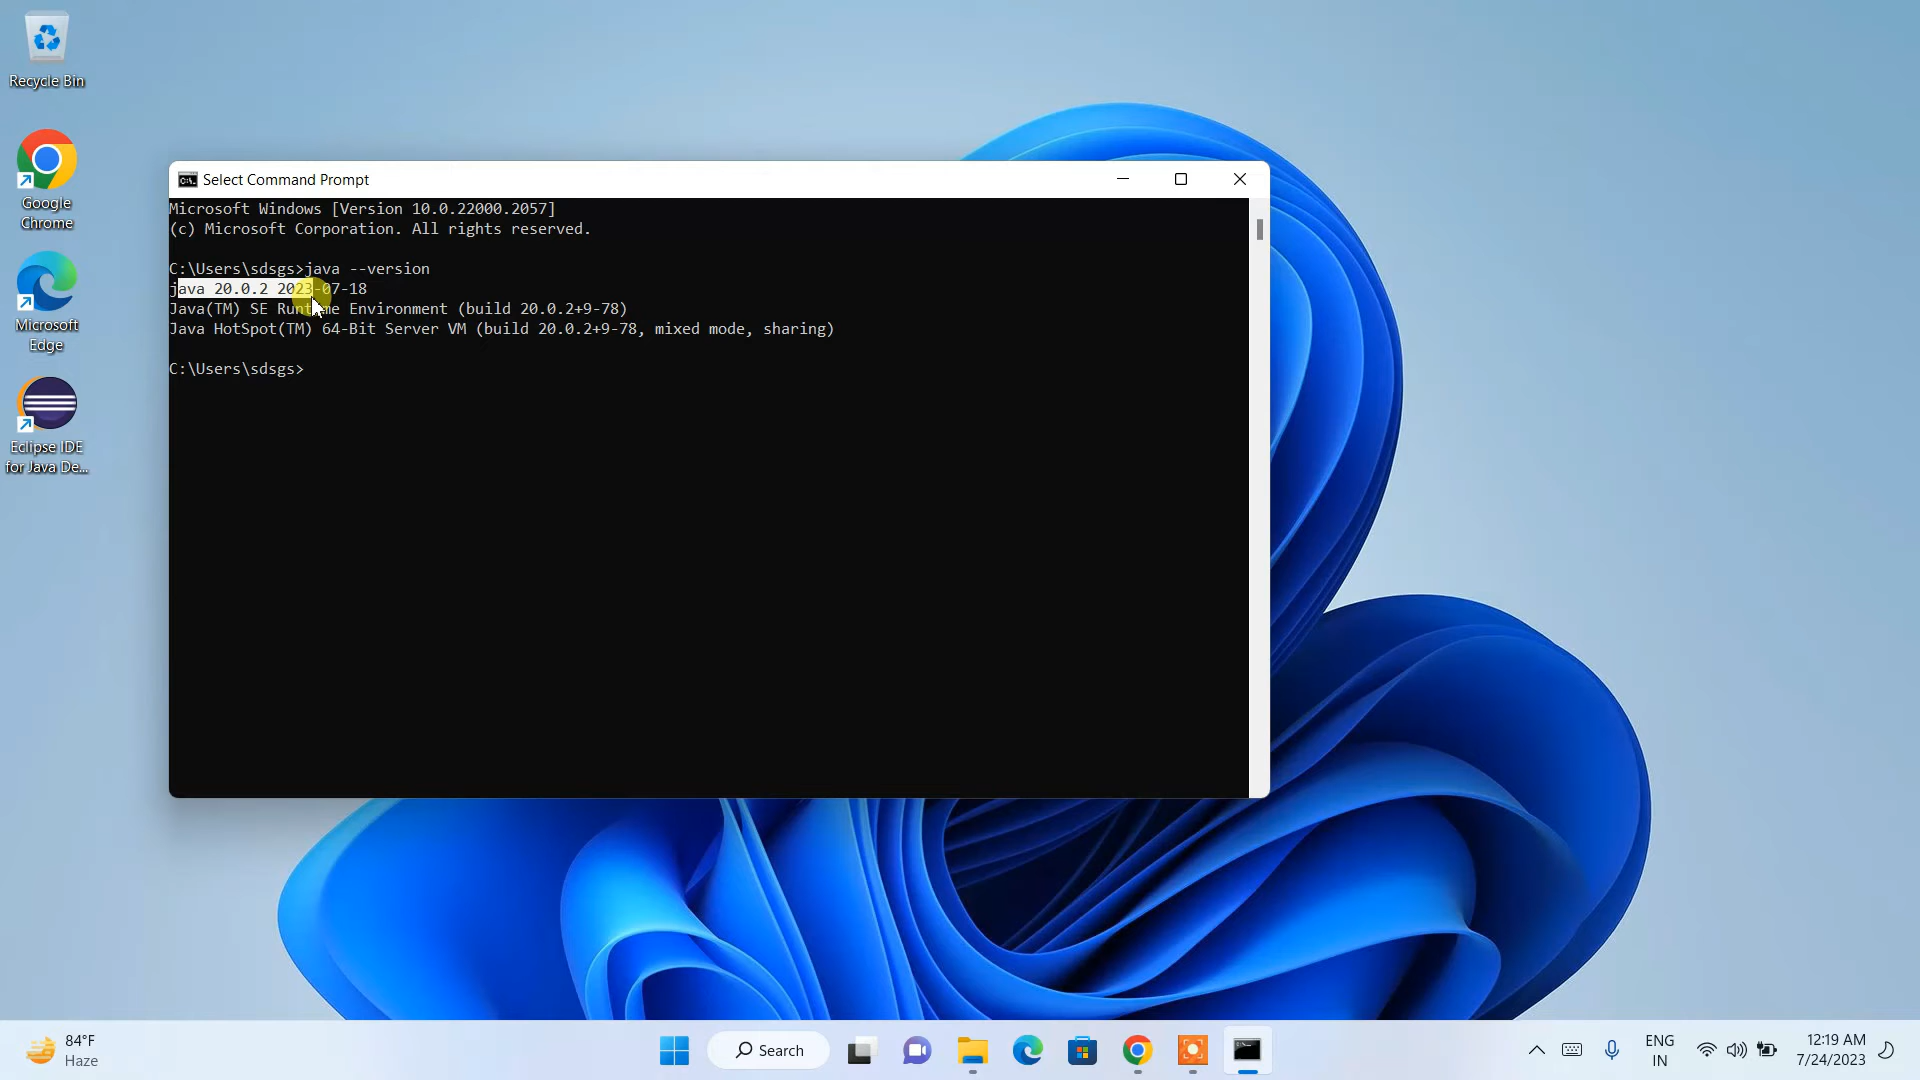 Recycle Bin
Google
Chrome
Microsoft
Edge
Eclipse IDE
for Java De...
Select Command Prompt
Microsoft Windows [Version 10.0.22000.2057]
(c) Microsoft Corporation. All rights reserved.
C:\Users\sdsgs>java --version
java 20.0.2 2023-07-18
Java(TM) SE Runtime Environment (build 20.0.2+9-78)
Java HotSpot(TM) 64-Bit Server VM (build 20.0.2+9-78, mixed mode, sharing)
C:\Users\sdsgs>
84°F
Haze
Search
ENG
IN
12:19 AM
7/24/2023